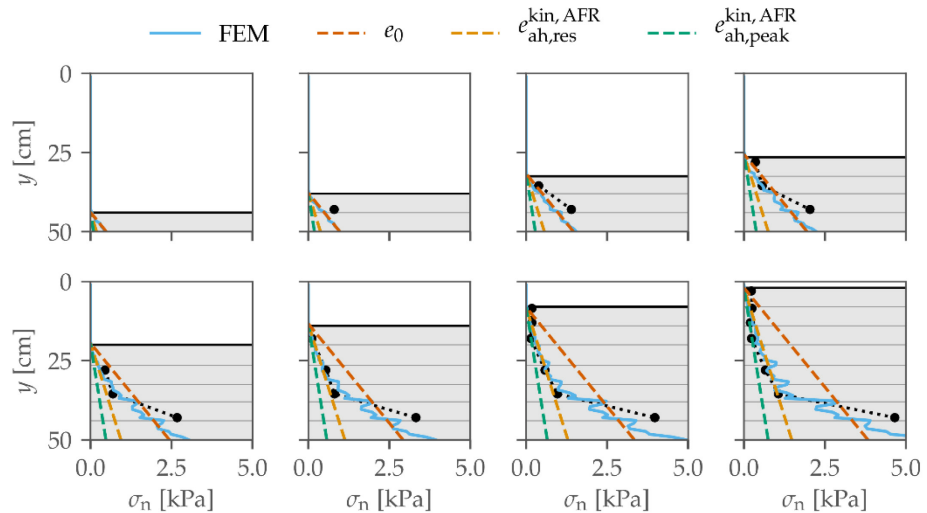 FEM e₀ e^{kin, AFR}_{ah,res} e^{kin, AFR}_{ah,peak}
0
25
50
y [cm]
0
25
50
y [cm]
0.0 2.5 5.0 0.0 2.5 5.0 0.0 2.5 5.0 0.0 2.5 5.0
σₙ [kPa] σₙ [kPa] σₙ [kPa] σₙ [kPa]